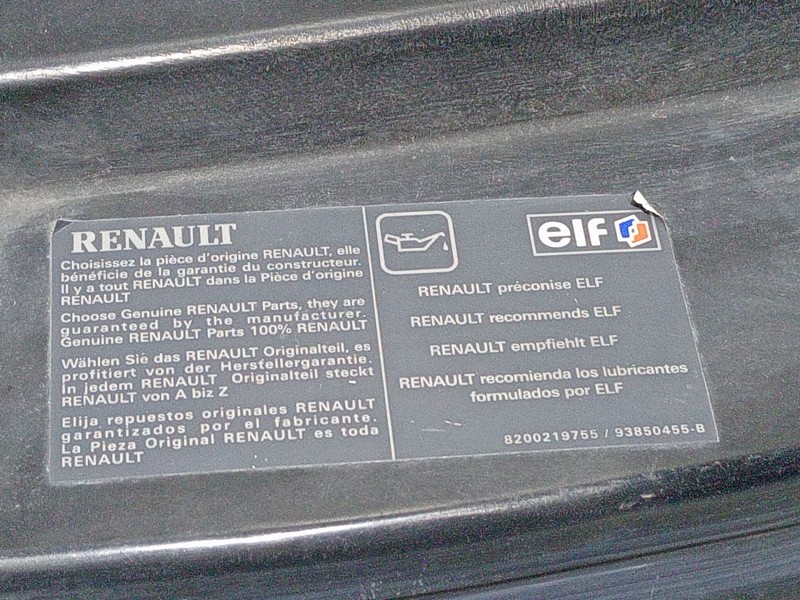 RENAULT
Choisissez la pièce d'origine RENAULT, elle
bénéficie de la garantie du constructeur.
Il y a tout RENAULT dans la Pièce d'origine
RENAULT
Choose Genuine RENAULT Parts, they are
guaranteed by the manufacturer.
Genuine RENAULT Parts 100% RENAULT
Wählen Sie das RENAULT Originalteil, es
profitiert von der Herstellergarantie.
In jedem RENAULT Originalteil steckt
RENAULT von A biz Z
Elija repuestos originales RENAULT
garantizados por el fabricante.
La Pieza Original RENAULT es toda
RENAULT
elf
RENAULT préconise ELF
RENAULT recommends ELF
RENAULT empfiehlt ELF
RENAULT recomienda los lubricantes
formulados por ELF
8200219755 / 93850455-B